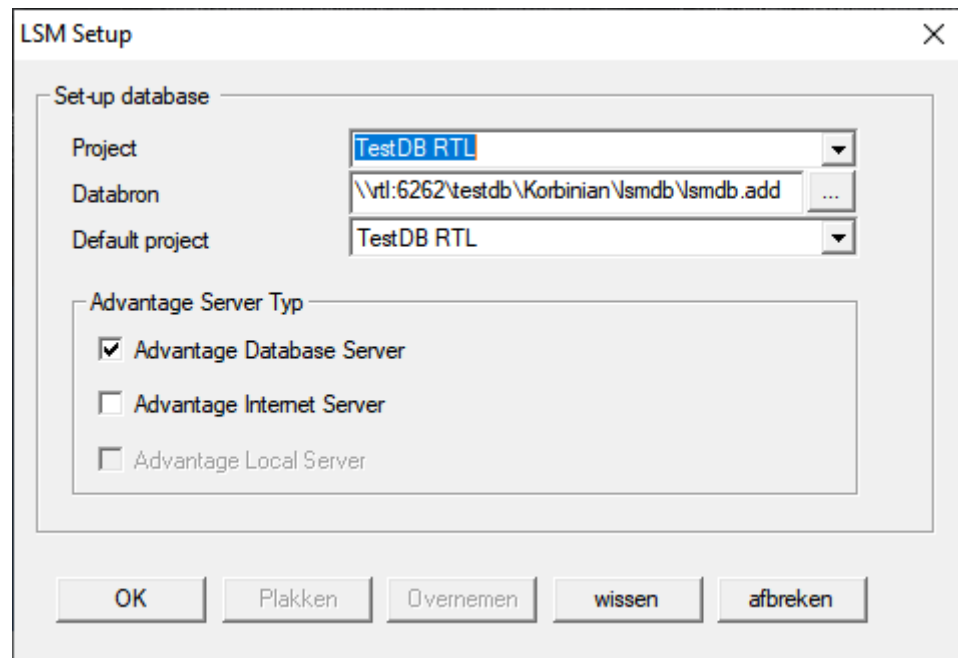 LSM Setup
Set-up database
Project
TestDB RTL
Databron
\\rtl:6262\testdb\Korbinian\lsmdb\lsmdb.add
...
Default project
TestDB RTL
Advantage Server Typ
Advantage Database Server
Advantage Internet Server
Advantage Local Server
OK
Plakken
Overnemen
wissen
afbreken